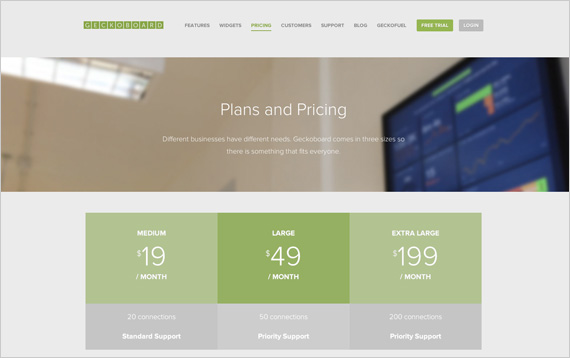 GECKOBOARD
FEATURES WIDGETS PRICING CUSTOMERS SUPPORT BLOG GECKOFUEL FREE TRIAL LOGIN
Plans and Pricing
Different businesses have different needs. Geckoboard comes in three sizes so
there is something that fits everyone.
MEDIUM LARGE EXTRA LARGE
$19 $49 $199
/ MONTH / MONTH / MONTH
20 connections 50 connections 200 connections
Standard Support Priority Support Priority Support